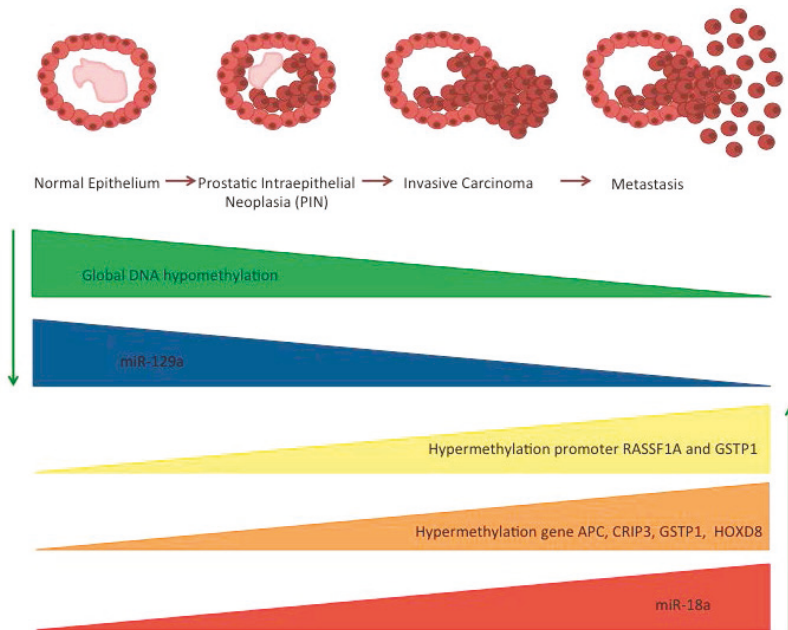 Normal Epithelium
Prostatic Intraepithelial
Neoplasia (PIN)
Invasive Carcinoma
Metastasis
Global DNA hypomethylation
miR-129a
Hypermethylation promoter RASSF1A and GSTP1
Hypermethylation gene APC, CRIP3, GSTP1, HOXD8
miR-18a